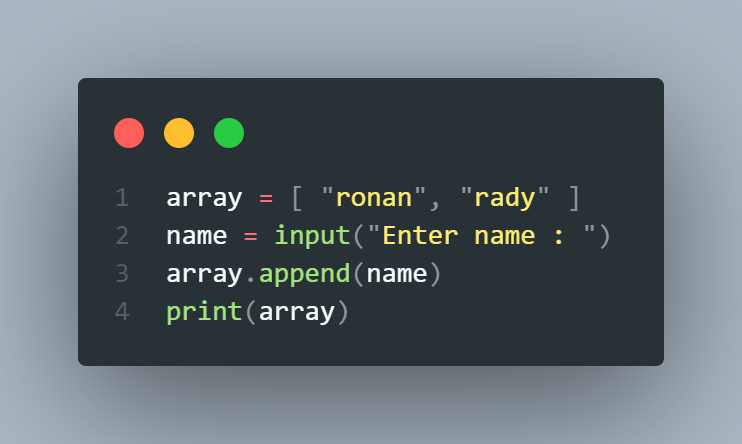 1 array = [ "ronan", "rady" ]
2 name = input("Enter name : ")
3 array.append(name)
4 print(array)